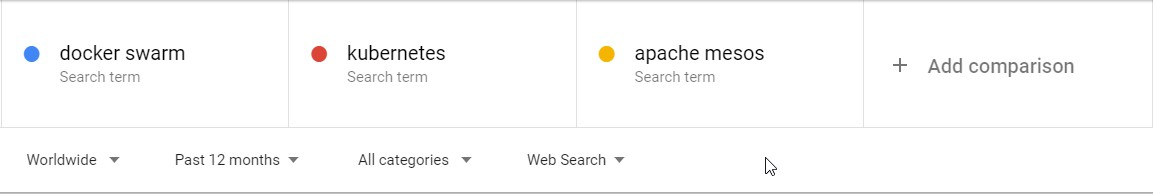 docker swarm
Search term
kubernetes
Search term
apache mesos
Search term
+ Add comparison
Worldwide
Past 12 months
All categories
Web Search